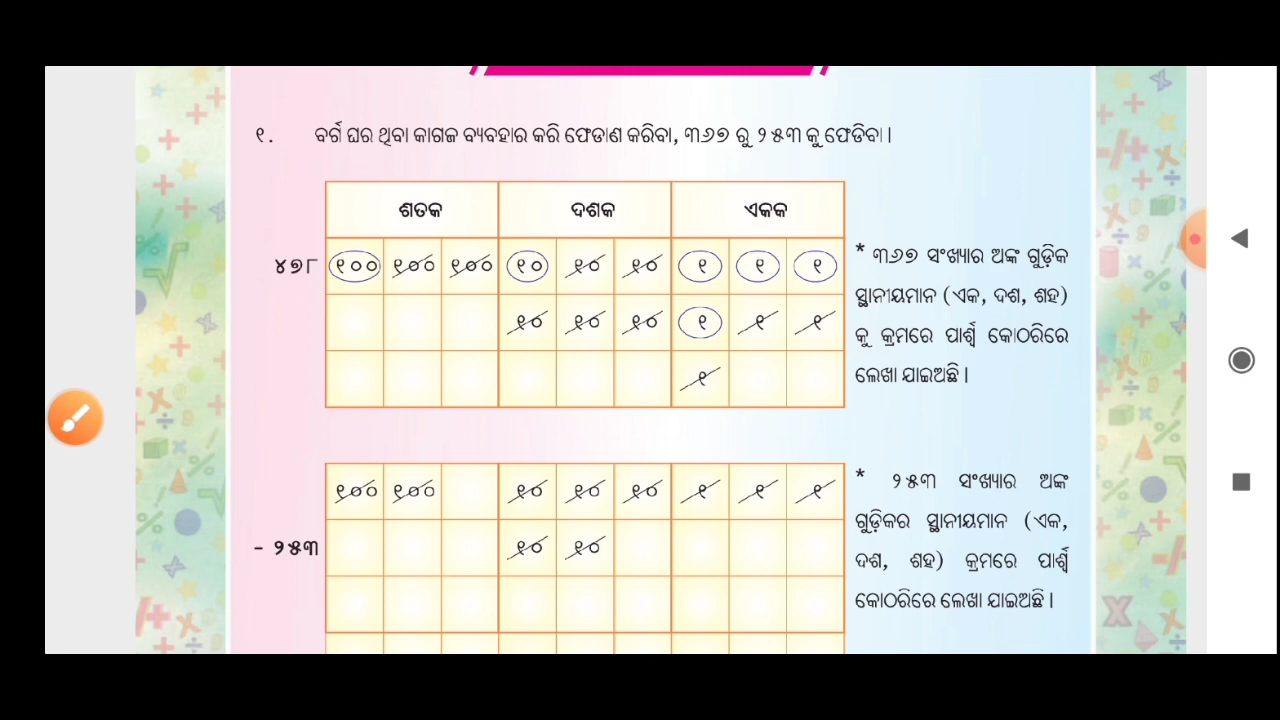 ୧. ବର୍ଗ ଘର ଥିବା କାଗଜ ବ୍ୟବହାର କରି ଫେଡାଣ କରିବା, ୩୬୭ ରୁ ୨୫୩ କୁ ଫେଡିବା।
ଶତକ ଦଶକ ଏକକ
୪୭୮ ୧୦୦ ୧୦୦ ୧୦୦ ୧୦ ୧୦ ୧୦ ୧ ୧ ୧
୧୦ ୧୦ ୧୦ ୧ ୧ ୧
୧
* ୩୬୭ ସଂଖ୍ୟାର ଅଙ୍କ ଗୁଡ଼ିକ
ସ୍ଥାନୀୟମାନ (ଏକ, ଦଶ, ଶହ)
କୁ କ୍ରମରେ ପାର୍ଶ୍ୱ କୋଠରିରେ
ଲେଖା ଯାଇଅଛି।
୧୦୦ ୧୦୦ ୧୦ ୧୦ ୧୦ ୧ ୧ ୧
- ୨୫୩ ୧୦ ୧୦
* ୨୫୩ ସଂଖ୍ୟାର ଅଙ୍କ
ଗୁଡ଼ିକର ସ୍ଥାନୀୟମାନ (ଏକ,
ଦଶ, ଶହ) କ୍ରମରେ ପାର୍ଶ୍ୱ
କୋଠରିରେ ଲେଖା ଯାଇଅଛି।